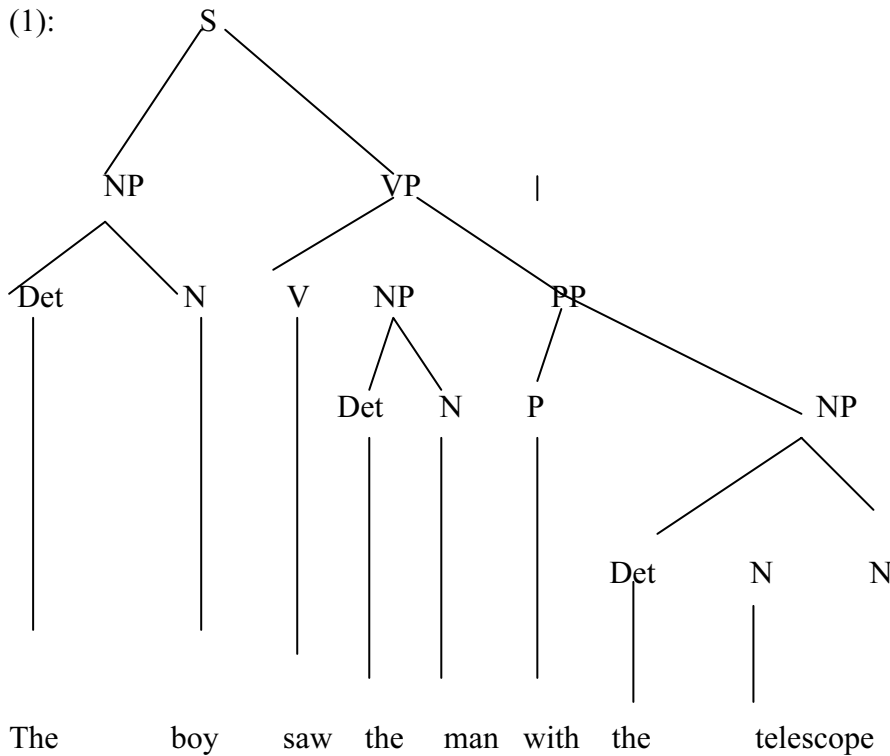 (1): S
NP VP
Det N V NP PP
Det N P NP
Det N N
The boy saw the man with the telescope